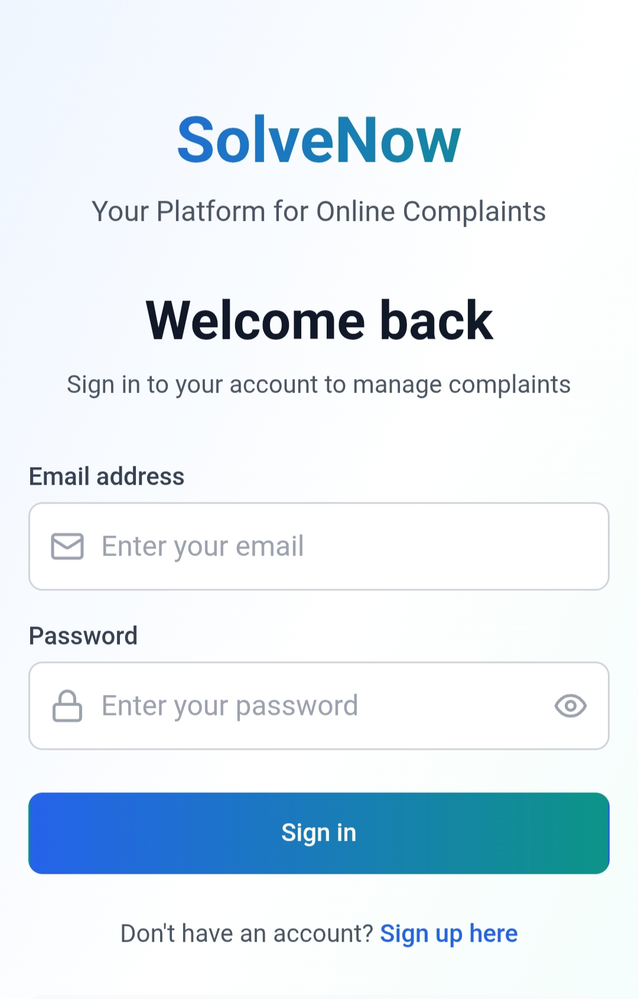 SolveNow
Your Platform for Online Complaints
Welcome back
Sign in to your account to manage complaints
Email address
Enter your email
Password
Enter your password
Sign in
Don't have an account? Sign up here